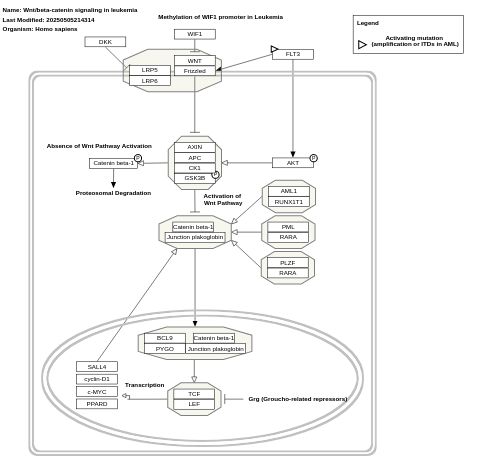 Name: Wnt/beta-catenin signaling in leukemia
Last Modified: 20250505214314
Organism: Homo sapiens
Methylation of WIF1 promoter in Leukemia
WIF1
DKK
Legend
Activating mutation
(amplification or ITDs in AML)
FLT3
WNT
Frizzled
LRP5
LRP6
Absence of Wnt Pathway Activation
AXIN
APC
CK1
GSK3B
P
Catenin beta-1
P
AKT
P
Proteosomal Degradation
Activation of
Wnt Pathway
AML1
RUNX1T1
Catenin beta-1
Junction plakoglobin
PML
RARA
PLZF
RARA
BCL9
Catenin beta-1
PYGO
Junction plakoglobin
SALL4
cyclin-D1
c-MYC
PPARD
Transcription
TCF
LEF
Grg (Groucho-related repressors)